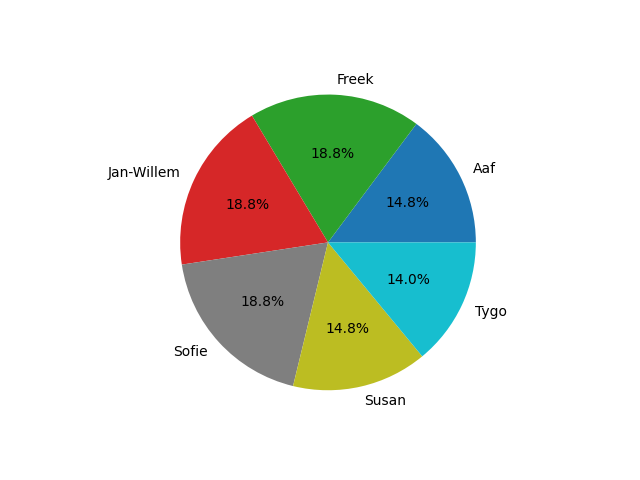 Freek
Aaf
Jan-Willem
Sofie
Susan
Tygo
18.8%
14.8%
18.8%
18.8%
14.8%
14.0%